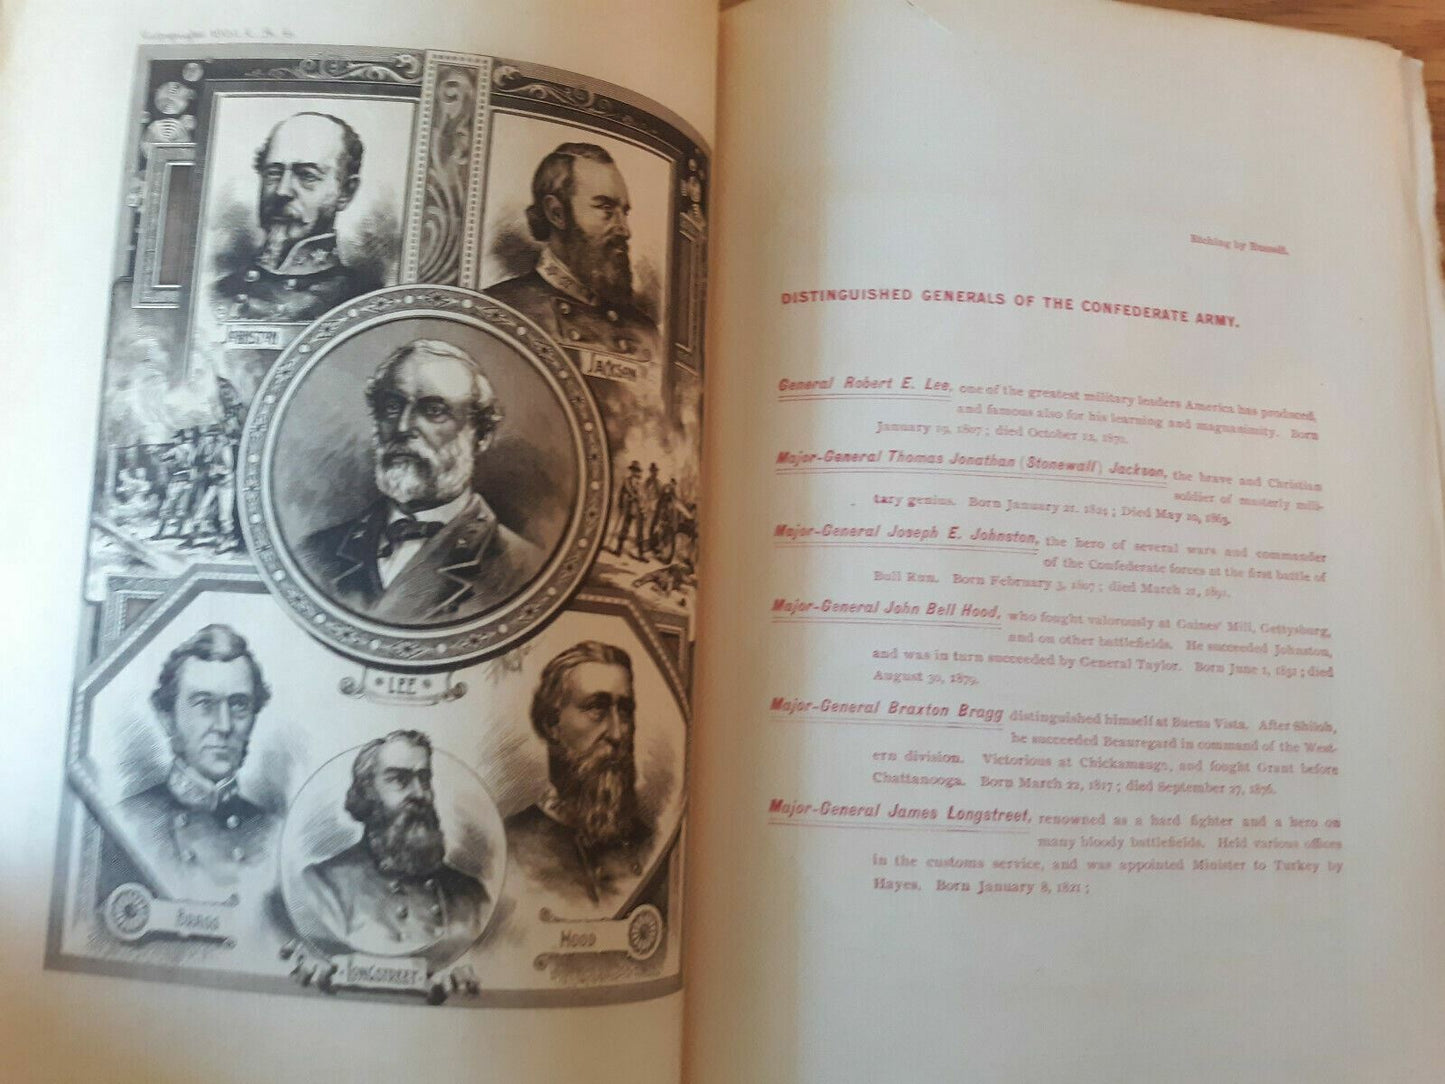 JACKSON
LEE
BRAGG
LONGSTREET
HOOD
Etching by Russell.
DISTINGUISHED GENERALS OF THE CONFEDERATE ARMY.
General Robert E. Lee, one of the greatest military leaders America has produced,
and famous also for his learning and magnanimity. Born
January 19, 1807; died October 12, 1870.
Major-General Thomas Jonathan (Stonewall) Jackson, the brave and Christian
soldier of masterly mili-
tary genius. Born January 21, 1824; Died May 10, 1863.
Major-General Joseph E. Johnston, the hero of several wars and commander
of the Confederate forces at the first battle of
Bull Run. Born February 3, 1807; died March 21, 1891.
Major-General John Bell Hood, who fought valorously at Gaines' Mill, Gettysburg,
and on other battlefields. He succeeded Johnston,
and was in turn succeeded by General Taylor. Born June 1, 1831; died
August 30, 1879.
Major-General Braxton Bragg distinguished himself at Buena Vista. After Shiloh,
he succeeded Beauregard in command of the West-
ern division. Victorious at Chickamauga, and fought Grant before
Chattanooga. Born March 22, 1817; died September 27, 1876.
Major-General James Longstreet, renowned as a hard fighter and a hero on
many bloody battlefields. Held various offices
in the customs service, and was appointed Minister to Turkey by
Hayes. Born January 8, 1821;